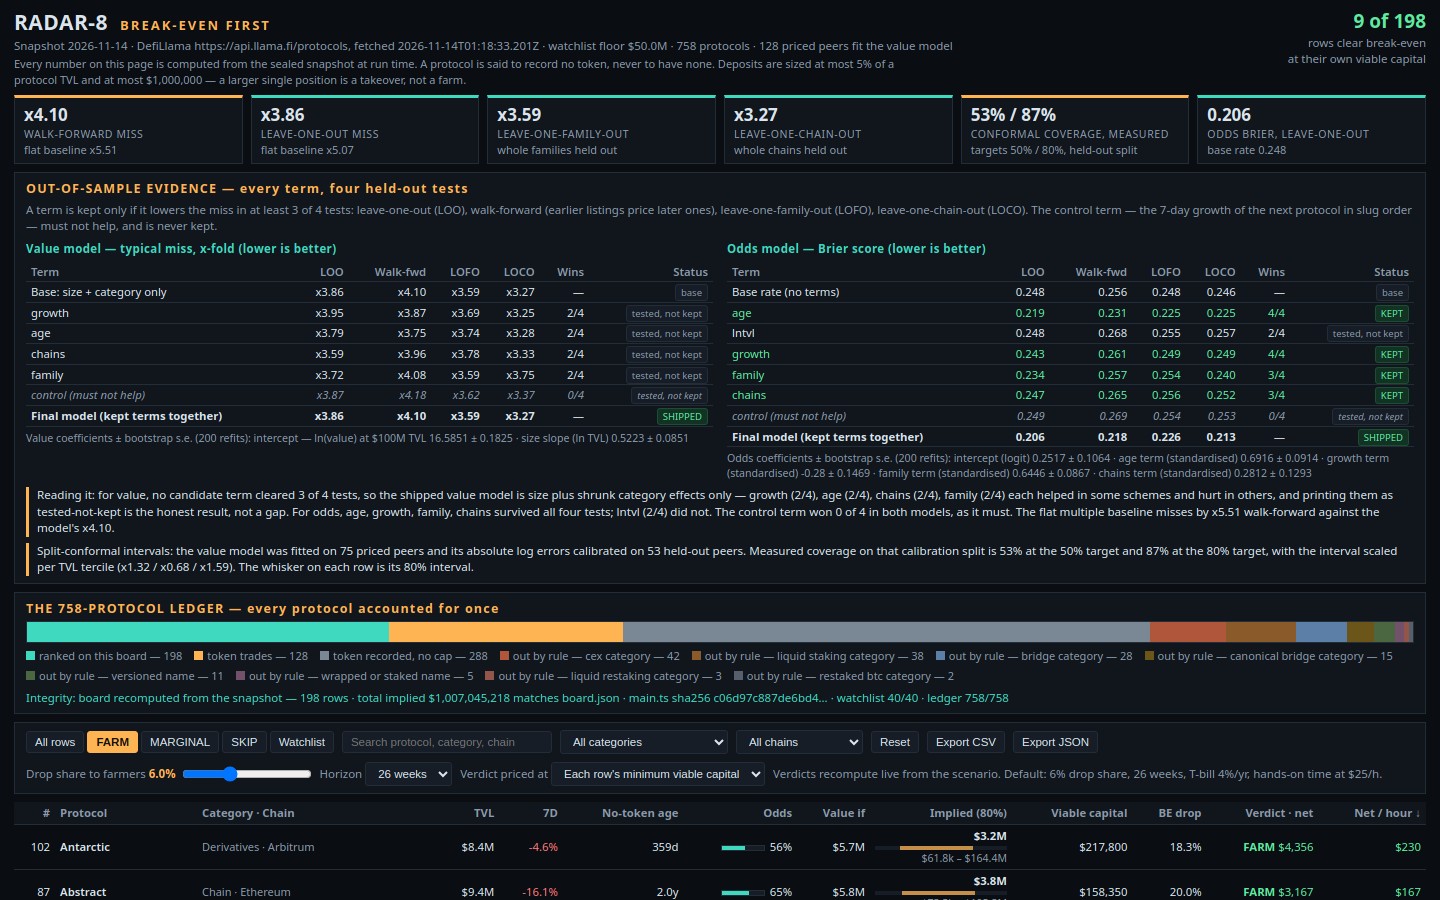 RADAR-8 BREAK-EVEN FIRST
9 of 198
Snapshot 2026-11-14 · DefiLlama https://api.llama.fi/protocols, fetched 2026-11-14T01:18:33.201Z · watchlist floor $50.0M · 758 protocols · 128 priced peers fit the value model
rows clear break-even
Every number on this page is computed from the sealed snapshot at run time. A protocol is said to record no token, never to have none. Deposits are sized at most 5% of a
at their own viable capital
protocol TVL and at most $1,000,000 — a larger single position is a takeover, not a farm.
x4.10 x3.86 x3.59 x3.27 53% / 87% 0.206
WALK-FORWARD MISS LEAVE-ONE-OUT MISS LEAVE-ONE-FAMILY-OUT LEAVE-ONE-CHAIN-OUT CONFORMAL COVERAGE, MEASURED ODDS BRIER, LEAVE-ONE-OUT
flat baseline x5.51 flat baseline x5.07 whole families held out whole chains held out targets 50% / 80%, held-out split base rate 0.248
OUT-OF-SAMPLE EVIDENCE — every term, four held-out tests
A term is kept only if it lowers the miss in at least 3 of 4 tests: leave-one-out (LOO), walk-forward (earlier listings price later ones), leave-one-family-out (LOFO), leave-one-chain-out (LOCO). The control term — the 7-day growth of the next protocol in slug order
— must not help, and is never kept.
Value model — typical miss, x-fold (lower is better)
Term LOO Walk-fwd LOFO LOCO Wins Status
Base: size + category only x3.86 x4.10 x3.59 x3.27 — base
growth x3.95 x3.87 x3.69 x3.25 2/4 tested, not kept
age x3.79 x3.75 x3.74 x3.28 2/4 tested, not kept
chains x3.59 x3.96 x3.78 x3.33 2/4 tested, not kept
family x3.72 x4.08 x3.59 x3.75 2/4 tested, not kept
control (must not help) x3.87 x4.18 x3.62 x3.37 0/4 tested, not kept
Final model (kept terms together) x3.86 x4.10 x3.59 x3.27 — SHIPPED
Value coefficients ± bootstrap s.e. (200 refits): intercept — ln(value) at $100M TVL 16.5851 ± 0.1825 · size slope (ln TVL) 0.5223 ± 0.0851
Odds model — Brier score (lower is better)
Term LOO Walk-fwd LOFO LOCO Wins Status
Base rate (no terms) 0.248 0.256 0.248 0.246 — base
age 0.219 0.231 0.225 0.225 4/4 KEPT
lntvl 0.248 0.268 0.255 0.257 2/4 tested, not kept
growth 0.243 0.261 0.249 0.249 4/4 KEPT
family 0.234 0.257 0.254 0.240 3/4 KEPT
chains 0.247 0.265 0.256 0.252 3/4 KEPT
control (must not help) 0.249 0.269 0.254 0.253 0/4 tested, not kept
Final model (kept terms together) 0.206 0.218 0.226 0.213 — SHIPPED
Odds coefficients ± bootstrap s.e. (200 refits): intercept (logit) 0.2517 ± 0.1064 · age term (standardised) 0.6916 ± 0.0914 · growth term
(standardised) -0.28 ± 0.1469 · family term (standardised) 0.6446 ± 0.0867 · chains term (standardised) 0.2812 ± 0.1293
Reading it: for value, no candidate term cleared 3 of 4 tests, so the shipped value model is size plus shrunk category effects only — growth (2/4), age (2/4), chains (2/4), family (2/4) each helped in some schemes and hurt in others, and printing them as
tested-not-kept is the honest result, not a gap. For odds, age, growth, family, chains survived all four tests; lntvl (2/4) did not. The control term won 0 of 4 in both models, as it must. The flat multiple baseline misses by x5.51 walk-forward against the
model's x4.10.
Split-conformal intervals: the value model was fitted on 75 priced peers and its absolute log errors calibrated on 53 held-out peers. Measured coverage on that calibration split is 53% at the 50% target and 87% at the 80% target, with the interval scaled
per TVL tercile (x1.32 / x0.68 / x1.59). The whisker on each row is its 80% interval.
THE 758-PROTOCOL LEDGER — every protocol accounted for once
ranked on this board — 198 token trades — 128 token recorded, no cap — 288 out by rule — cex category — 42 out by rule — liquid staking category — 38 out by rule — bridge category — 28 out by rule — canonical bridge category — 15
out by rule — versioned name — 11 out by rule — wrapped or staked name — 5 out by rule — liquid restaking category — 3 out by rule — restaked btc category — 2
Integrity: board recomputed from the snapshot — 198 rows · total implied $1,007,045,218 matches board.json · main.ts sha256 c06d97c887de6bd4… · watchlist 40/40 · ledger 758/758
All rows FARM MARGINAL SKIP Watchlist Search protocol, category, chain All categories All chains Reset Export CSV Export JSON
Drop share to farmers 6.0% Horizon 26 weeks Verdict priced at Each row's minimum viable capital Verdicts recompute live from the scenario. Default: 6% drop share, 26 weeks, T-bill 4%/yr, hands-on time at $25/h.
# Protocol Category · Chain TVL 7D No-token age Odds Value if Implied (80%) Viable capital BE drop Verdict · net Net / hour ↓
102 Antarctic Derivatives · Arbitrum $8.4M -4.6% 359d 56% $5.7M $3.2M $217,800 18.3% FARM $4,356 $230
$61.8k – $164.4M
87 Abstract Chain · Ethereum $9.4M -16.1% 2.0y 65% $5.8M $3.8M $158,350 20.0% FARM $3,167 $167